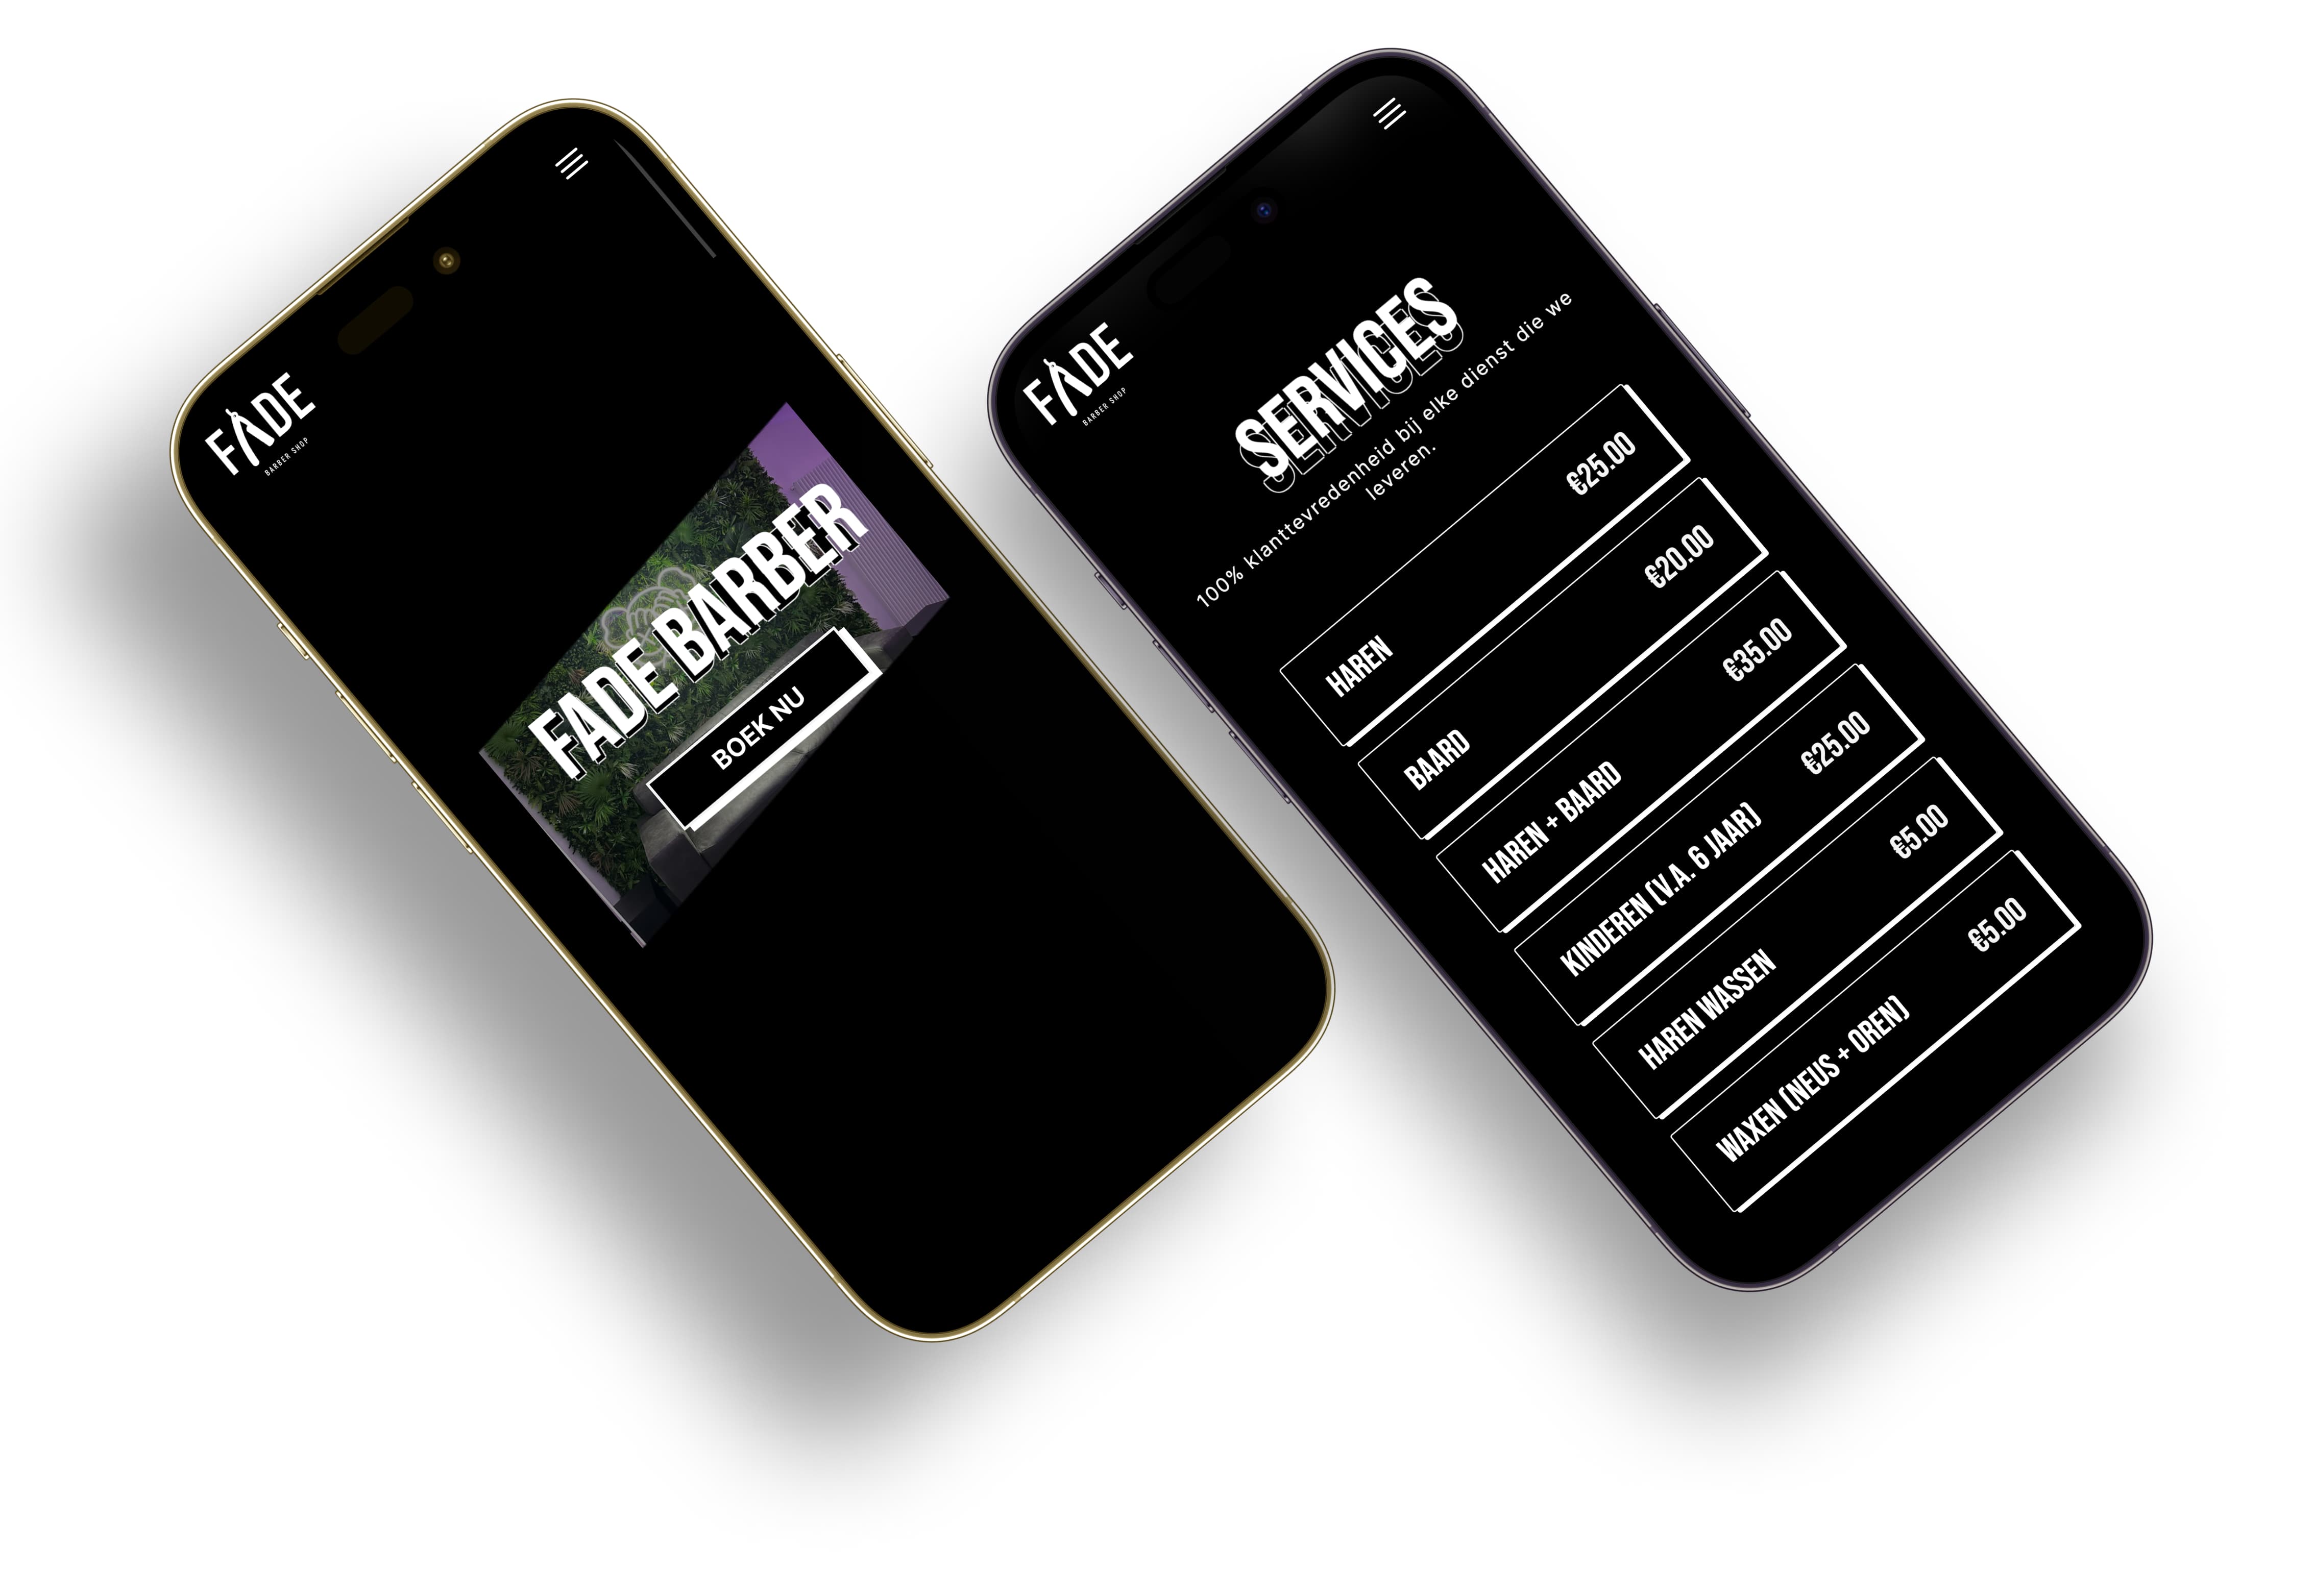 FADE
BARBER SHOP
FADE BARBER
BOEK NU
FADE
BARBER SHOP
SERVICES
100% klanttevredenheid bij elke dienst die we
leveren.
HAREN €25.00
BAARD €20.00
HAREN + BAARD €35.00
KINDEREN (V.A. 6 JAAR) €25.00
HAREN WASSEN €5.00
WAXEN (NEUS + OREN) €5.00